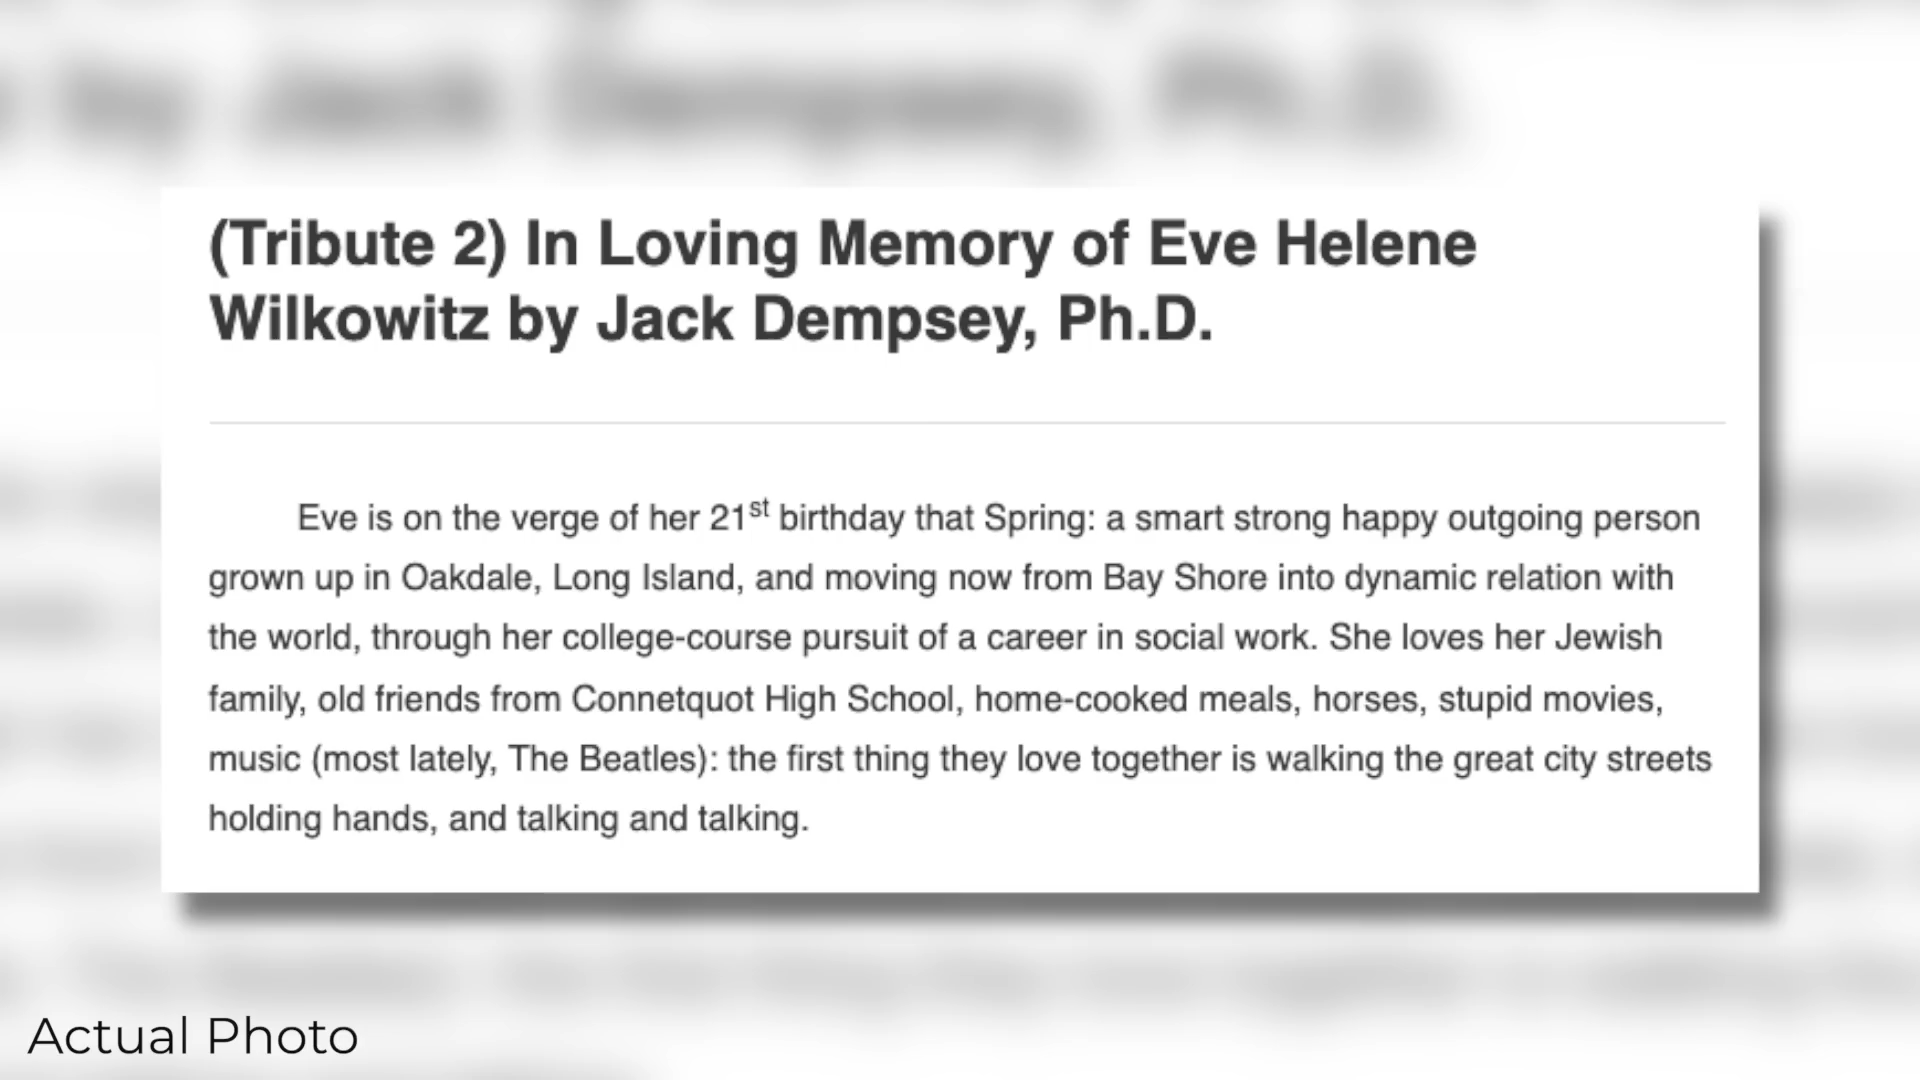 (Tribute 2) In Loving Memory of Eve Helene
Wilkowitz by Jack Dempsey, Ph.D.
Eve is on the verge of her 21st birthday that Spring: a smart strong happy outgoing person
grown up in Oakdale, Long Island, and moving now from Bay Shore into dynamic relation with
the world, through her college-course pursuit of a career in social work. She loves her Jewish
family, old friends from Connetquot High School, home-cooked meals, horses, stupid movies,
music (most lately, The Beatles): the first thing they love together is walking the great city streets
holding hands, and talking and talking.
Actual Photo